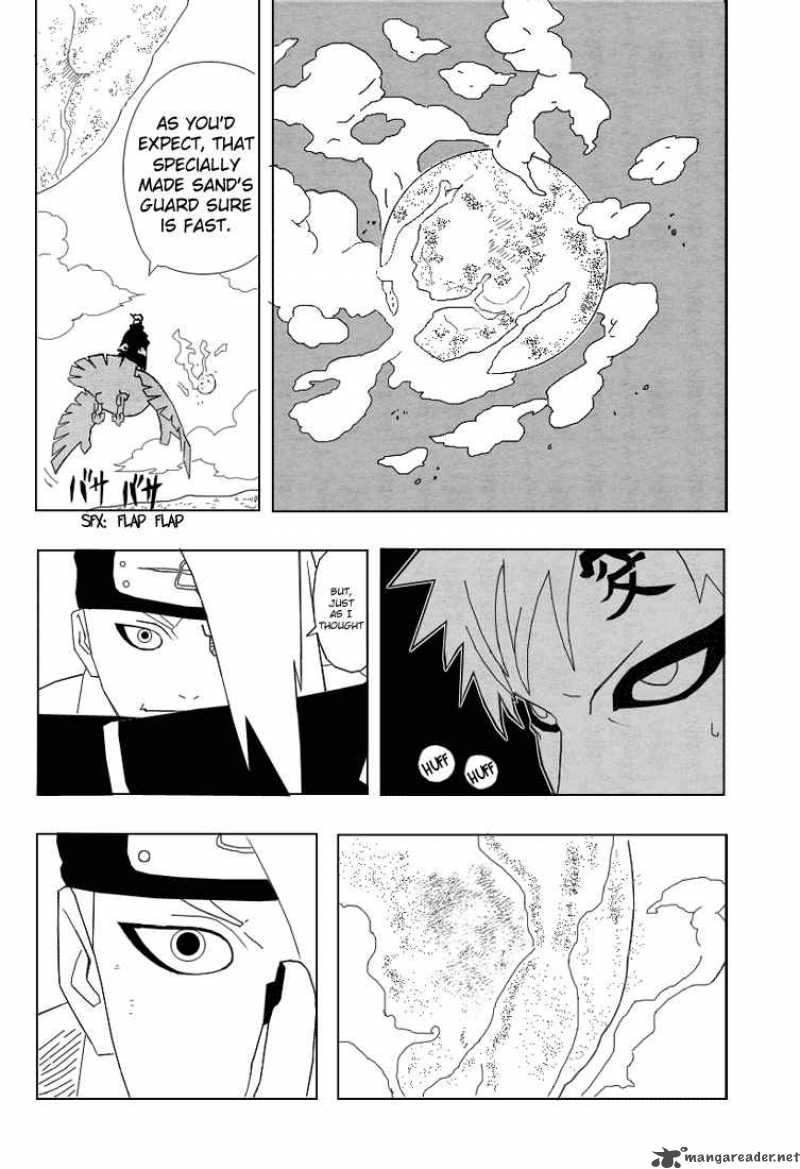 AS YOU'D
EXPECT, THAT
SPECIALLY
MADE SAND'S
GUARD SURE
IS FAST.
バサ バサ
SFX: FLAP FLAP
愛
HUFF
HUFF
BUT,
JUST
AS I
THOUGHT
mangareader.net